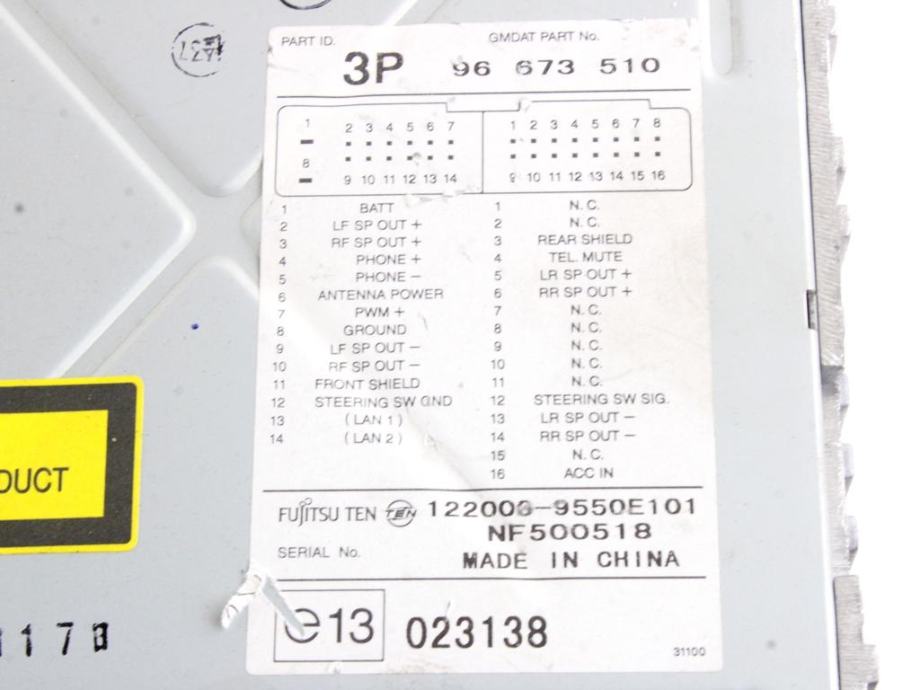 PART ID. GMDAT PART No.
3P 96 673 510
1 2 3 4 5 6 7 1 2 3 4 5 6 7 8
8
9 10 11 12 13 14 9 10 11 12 13 14 15 16
1 BATT 1 N.C.
2 LF SP OUT + 2 N.C.
3 RF SP OUT + 3 REAR SHIELD
4 PHONE + 4 TEL. MUTE
5 PHONE – 5 LR SP OUT +
6 ANTENNA POWER 6 RR SP OUT +
7 PWM + 7 N.C.
8 GROUND 8 N.C.
9 LF SP OUT – 9 N.C.
10 RF SP OUT – 10 N.C.
11 FRONT SHIELD 11 N.C.
12 STEERING SW GND 12 STEERING SW SIG.
13 (LAN 1) 13 LR SP OUT –
14 (LAN 2) 14 RR SP OUT –
15 N.C.
16 ACC IN
FUJITSU TEN TEN 122000-9550E101
NF500518
SERIAL No. MADE IN CHINA
e13 023138
31100
DUCT